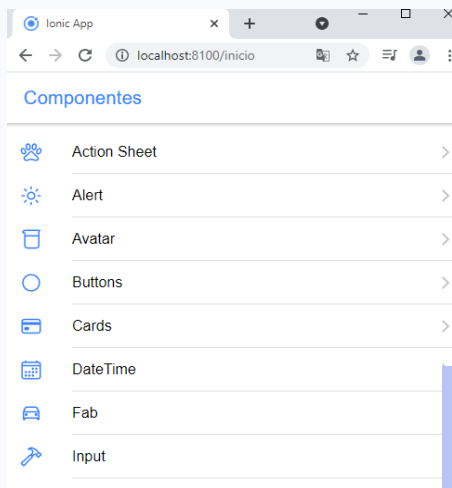 Ionic App
localhost:8100/inicio
Componentes
Action Sheet
Alert
Avatar
Buttons
Cards
DateTime
Fab
Input